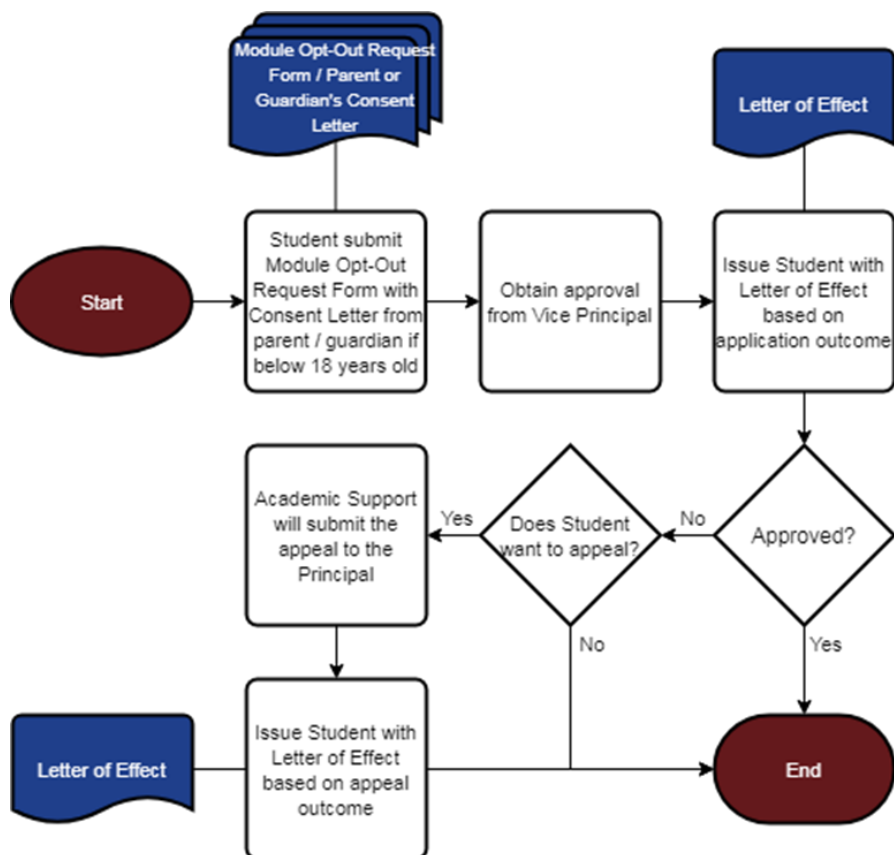 Module Opt-Out Request
Form / Parent or
Guardian's Consent
Letter
Letter of Effect
Start
Student submit
Module Opt-Out
Request Form with
Consent Letter from
parent / guardian if
below 18 years old
Obtain approval
from Vice Principal
Issue Student with
Letter of Effect
based on
application outcome
Approved?
No
Does Student
want to appeal?
Yes
Academic Support
will submit the
appeal to the
Principal
No
Yes
Letter of Effect
Issue Student with
Letter of Effect
based on appeal
outcome
End